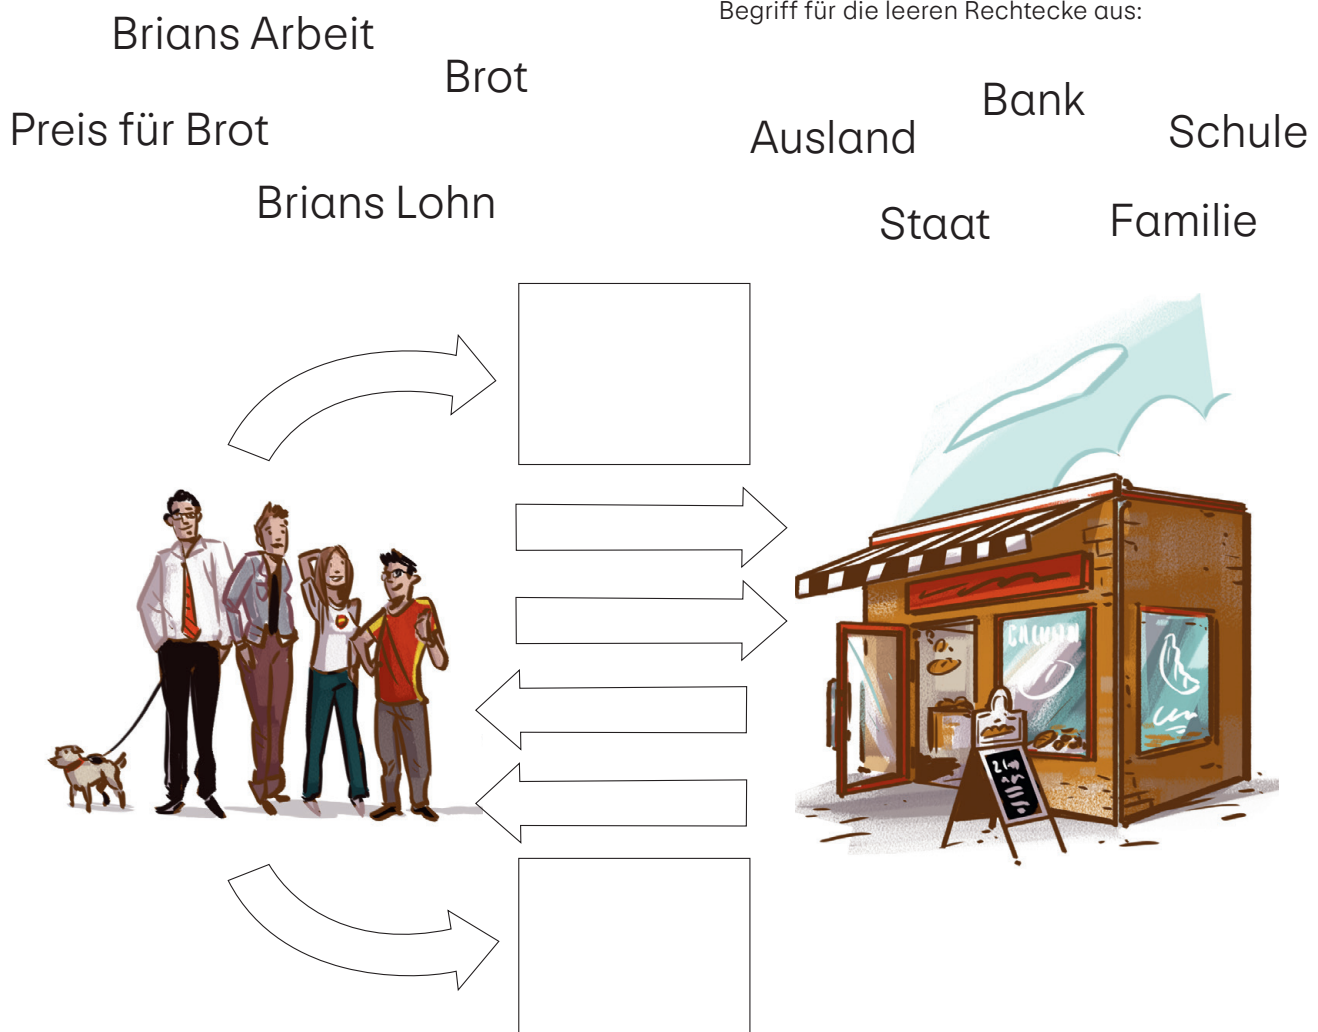 Begriff für die leeren Rechtecke aus:
Brians Arbeit
Brot
Preis für Brot
Brians Lohn
Bank
Ausland
Schule
Staat
Familie